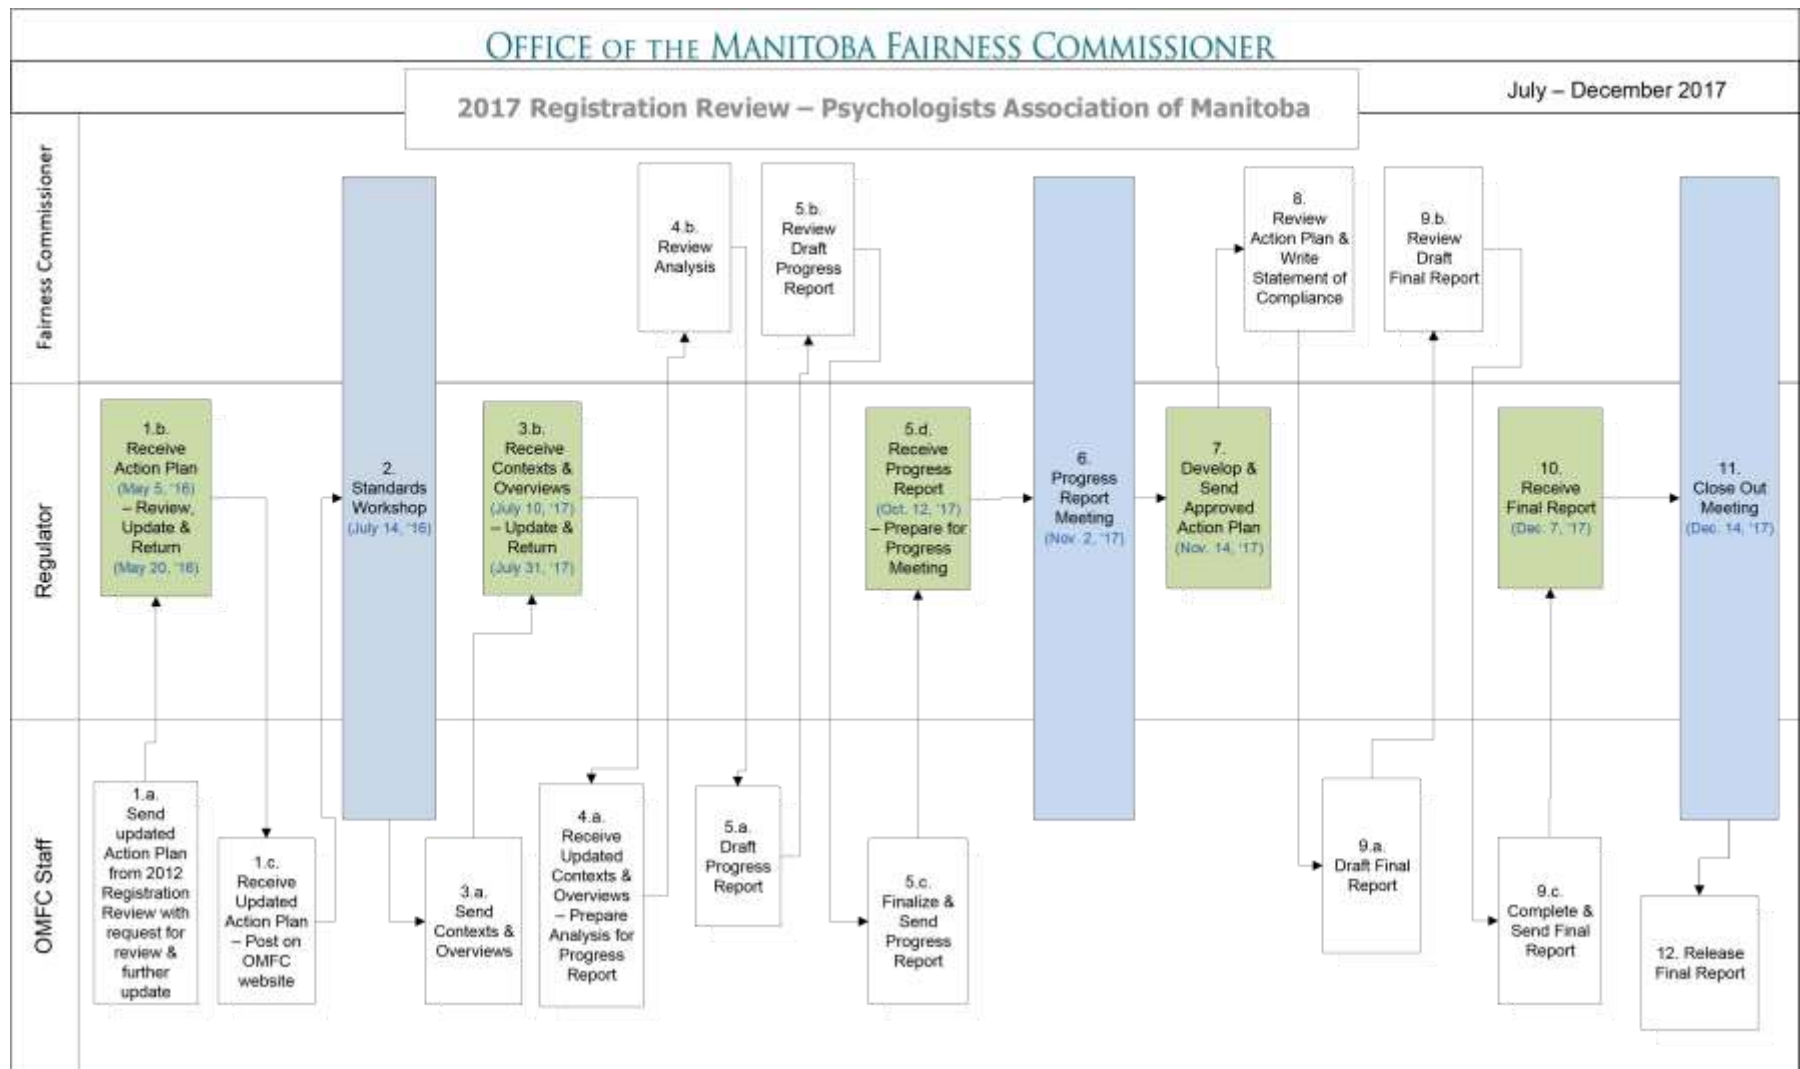 OFFICE OF THE MANITOBA FAIRNESS COMMISSIONER
2017 Registration Review – Psychologists Association of Manitoba
July – December 2017
Fairness Commissioner
4.b.
Review
Analysis
5.b.
Review
Draft
Progress
Report
8.
Review
Action Plan &
Write
Statement of
Compliance
9.b.
Review
Draft
Final Report
Regulator
1.b.
Receive
Action Plan
(May 5, '16)
– Review,
Update &
Return
(May 20, '16)
2.
Standards
Workshop
(July 14, '16)
3.b.
Receive
Contexts &
Overviews
(July 10, '17)
– Update &
Return
(July 31, '17)
5.d.
Receive
Progress
Report
(Oct. 12, '17)
– Prepare for
Progress
Meeting
6.
Progress
Report
Meeting
(Nov. 2, '17)
7.
Develop &
Send
Approved
Action Plan
(Nov. 14, '17)
10.
Receive
Final Report
(Dec. 7, '17)
11.
Close Out
Meeting
(Dec. 14, '17)
OMFC Staff
1.a.
Send
updated
Action Plan
from 2012
Registration
Review with
request for
review &
further
update
1.c.
Receive
Updated
Action Plan
– Post on
OMFC
website
3.a.
Send
Contexts &
Overviews
4.a.
Receive
Updated
Contexts &
Overviews
– Prepare
Analysis for
Progress
Report
5.a.
Draft
Progress
Report
5.c.
Finalize &
Send
Progress
Report
9.a.
Draft Final
Report
9.c.
Complete &
Send Final
Report
12. Release
Final Report